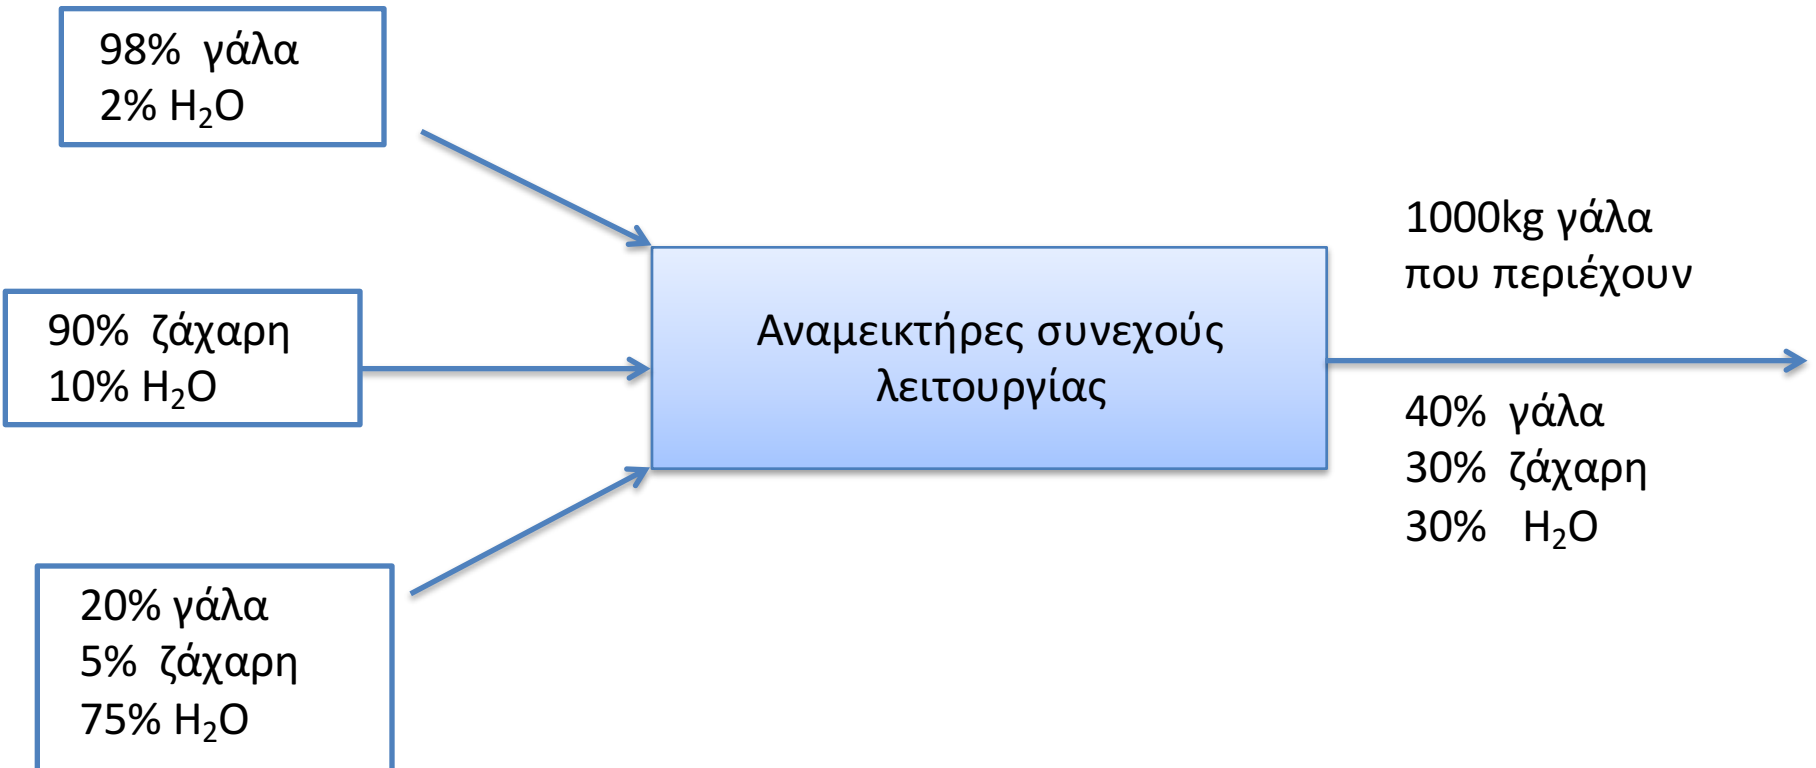 98% γάλα
2% H₂O
90% ζάχαρη
10% H₂O
20% γάλα
5% ζάχαρη
75% H₂O
Αναμεικτήρες συνεχούς
λειτουργίας
1000kg γάλα
που περιέχουν
40% γάλα
30% ζάχαρη
30% H₂O